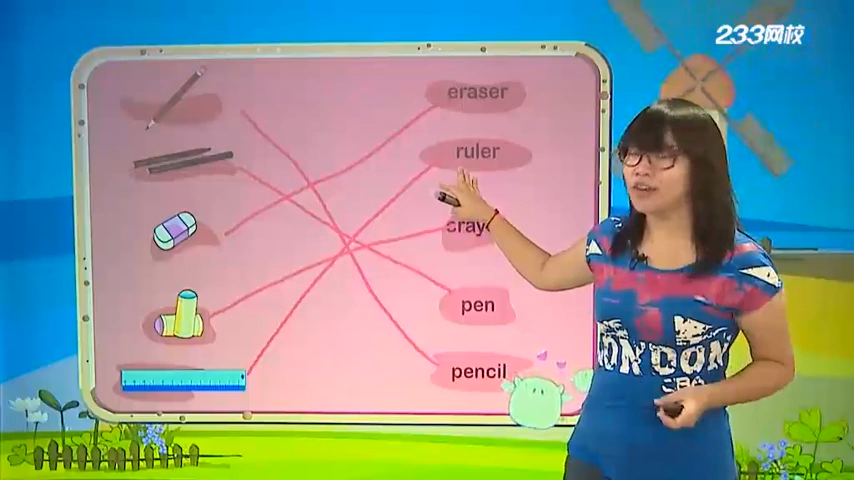 233网校
eraser
ruler
pen
pencil
LONDON